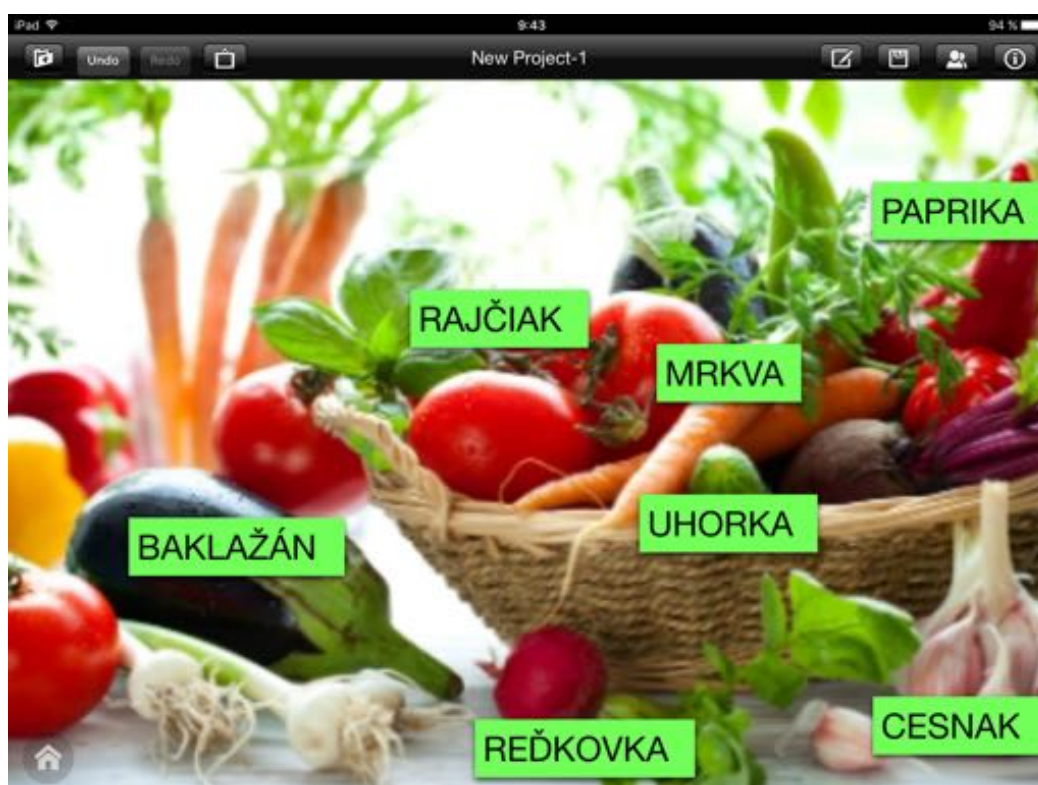 iPad 9:43 94 %
Undo Redo New Project-1
PAPRIKA
RAJČIAK
MRKVA
UHORKA
BAKLAŽÁN
CESNAK
REĎKOVKA